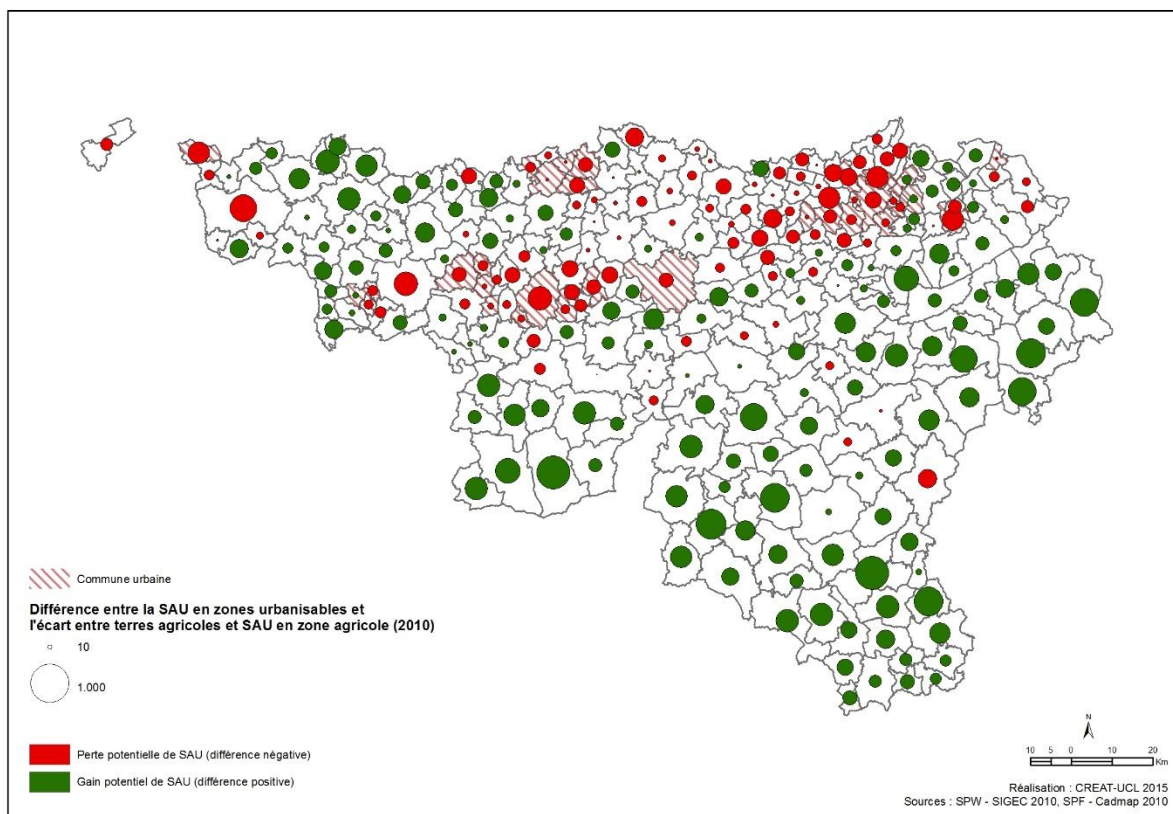 Commune urbaine
Différence entre la SAU en zones urbanisables et
l'écart entre terres agricoles et SAU en zone agricole (2010)
10
1.000
Perte potentielle de SAU (différence négative)
Gain potentiel de SAU (différence positive)
N
10 5 0 10 20
Km
Réalisation : CREAT-UCL 2015
Sources : SPW - SIGEC 2010, SPF - Cadmap 2010